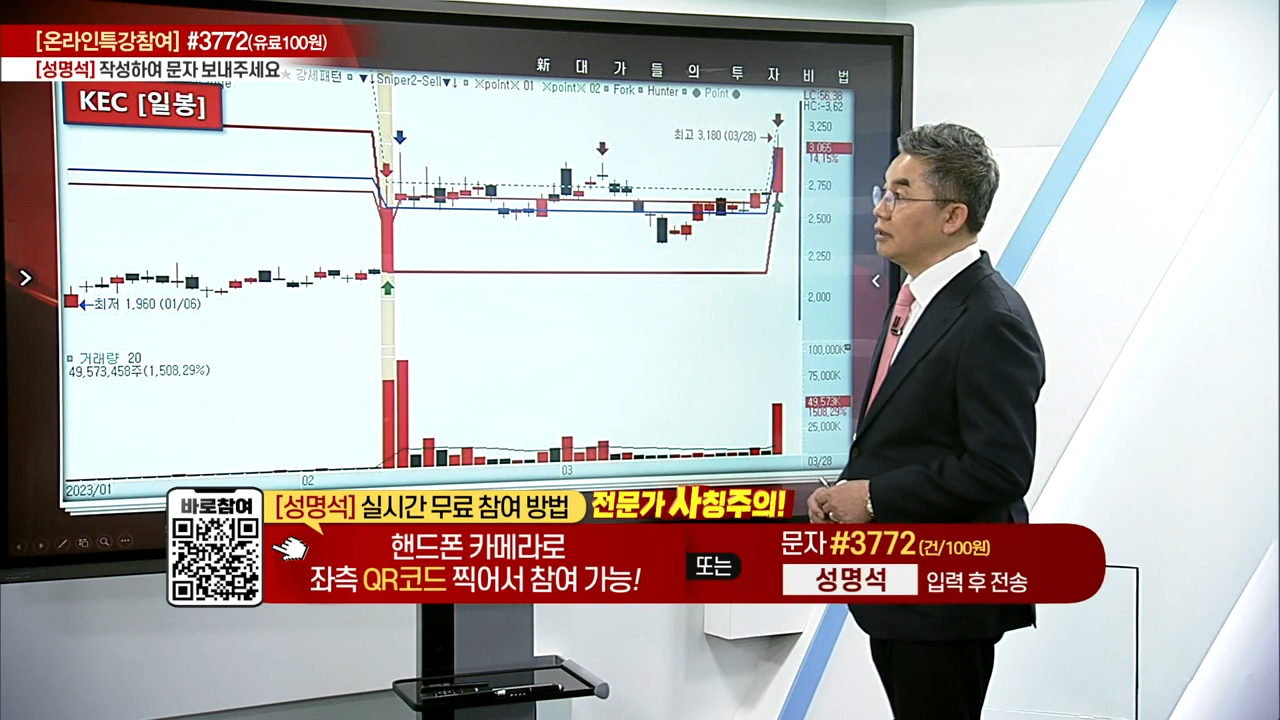 [온라인특강참여] #3772(유료100원)
[성명석] 작성하여 문자 보내주세요
新 대 가 들 의 투 자 비 법
강세패턴 ▼↓Sniper2-Sell▼↓ ※point※ 01 ※point※ 02 Fork Hunter Point
KEC [일봉]
LC:56.38
HC:-3.62
최고 3,180 (03/28)
3,250
3,065
14.15%
2,750
2,500
2,250
2,000
최저 1,960 (01/06)
거래량 20
49,573,458주(1,508.29%)
100,000K
75,000K
49,573K
1508.29%
25,000K
2023/01
02
03
03/28
바로참여
[성명석] 실시간 무료 참여 방법
전문가 사칭주의!
핸드폰 카메라로
좌측 QR코드 찍어서 참여 가능!
또는
문자 #3772 (건/100원)
성명석 입력 후 전송